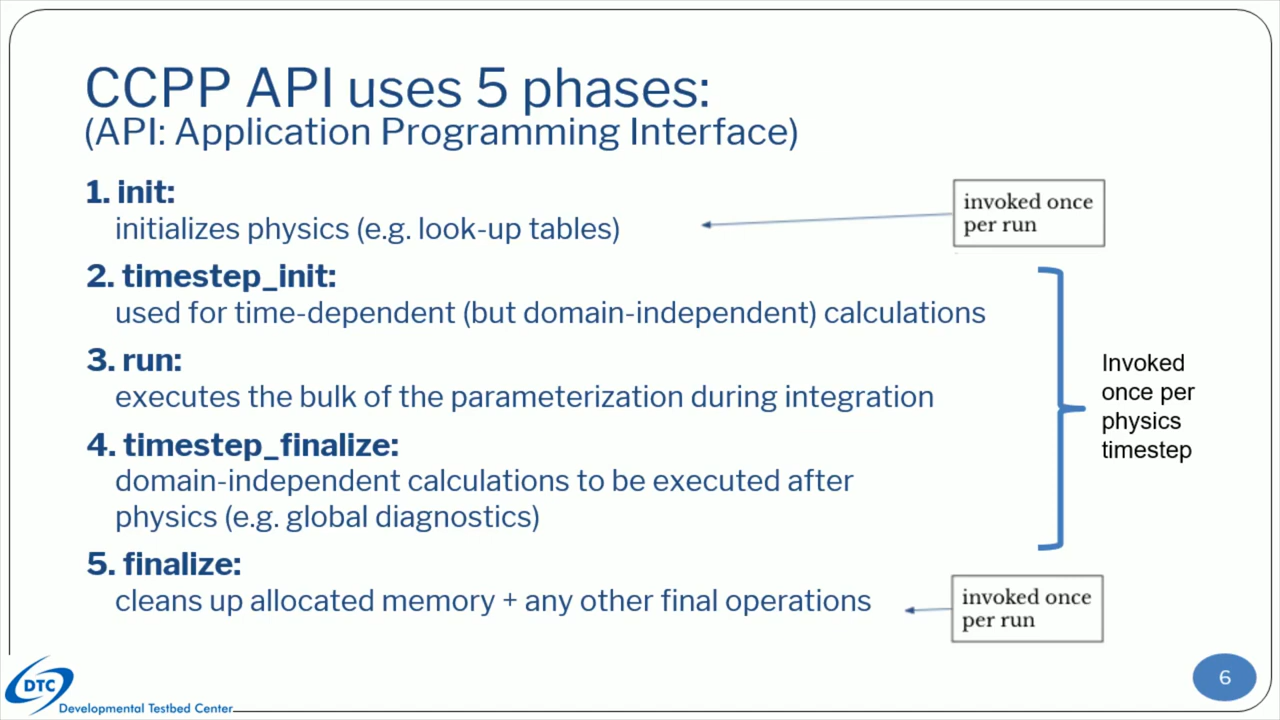 CCPP API uses 5 phases:
(API: Application Programming Interface)
1. init:
initializes physics (e.g. look-up tables)
invoked once
per run
2. timestep_init:
used for time-dependent (but domain-independent) calculations
3. run:
executes the bulk of the parameterization during integration
4. timestep_finalize:
domain-independent calculations to be executed after
physics (e.g. global diagnostics)
Invoked
once per
physics
timestep
5. finalize:
cleans up allocated memory + any other final operations
invoked once
per run
DTC
Developmental Testbed Center
6